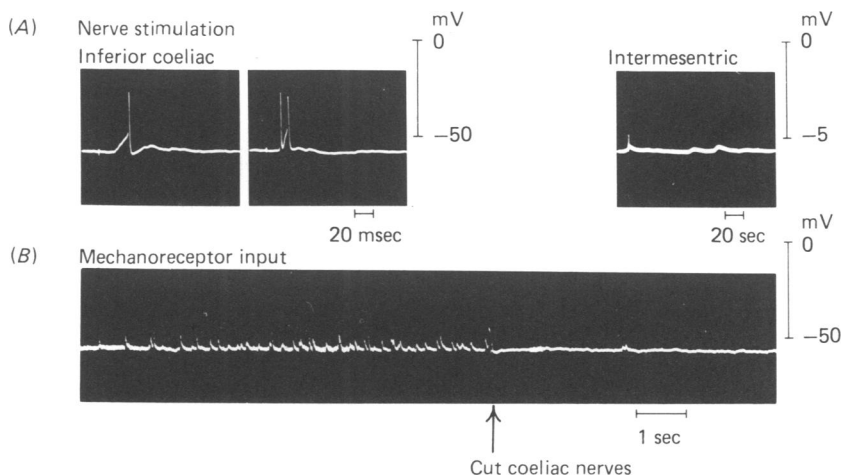 (A) Nerve stimulation
Inferior coeliac
Intermesentric
mV
0
−50
mV
0
−5
20 msec
20 sec
(B) Mechanoreceptor input
mV
0
−50
1 sec
Cut coeliac nerves